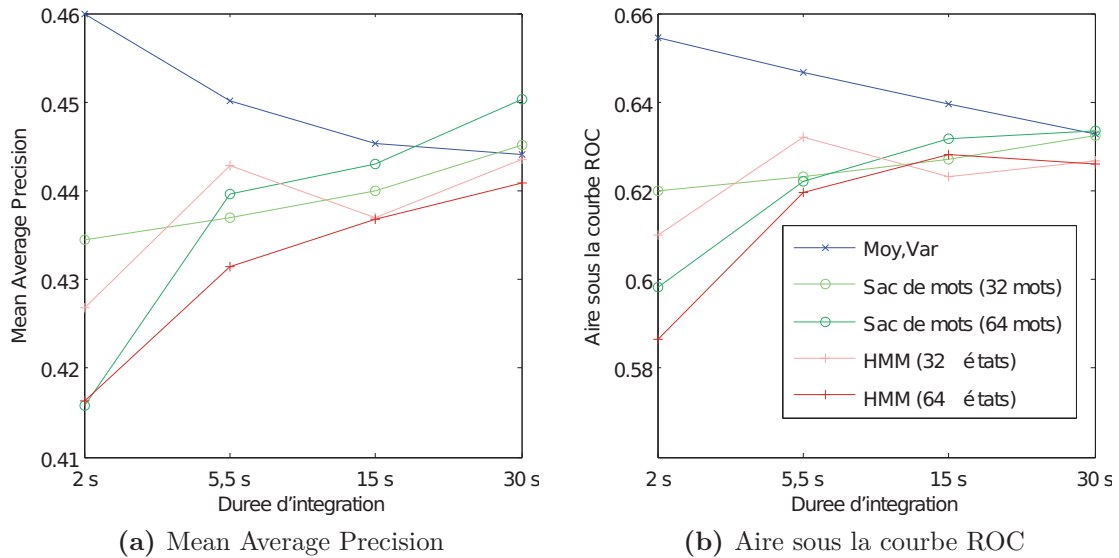 0.46
0.45
0.44
0.43
0.42
0.41
Mean Average Precision
2 s
5,5 s
15 s
30 s
Duree d'integration
(a) Mean Average Precision
0.66
0.64
0.62
0.6
0.58
Aire sous la courbe ROC
Moy,Var
Sac de mots (32 mots)
Sac de mots (64 mots)
HMM (32 états)
HMM (64 états)
2 s
5,5 s
15 s
30 s
Duree d'integration
(b) Aire sous la courbe ROC